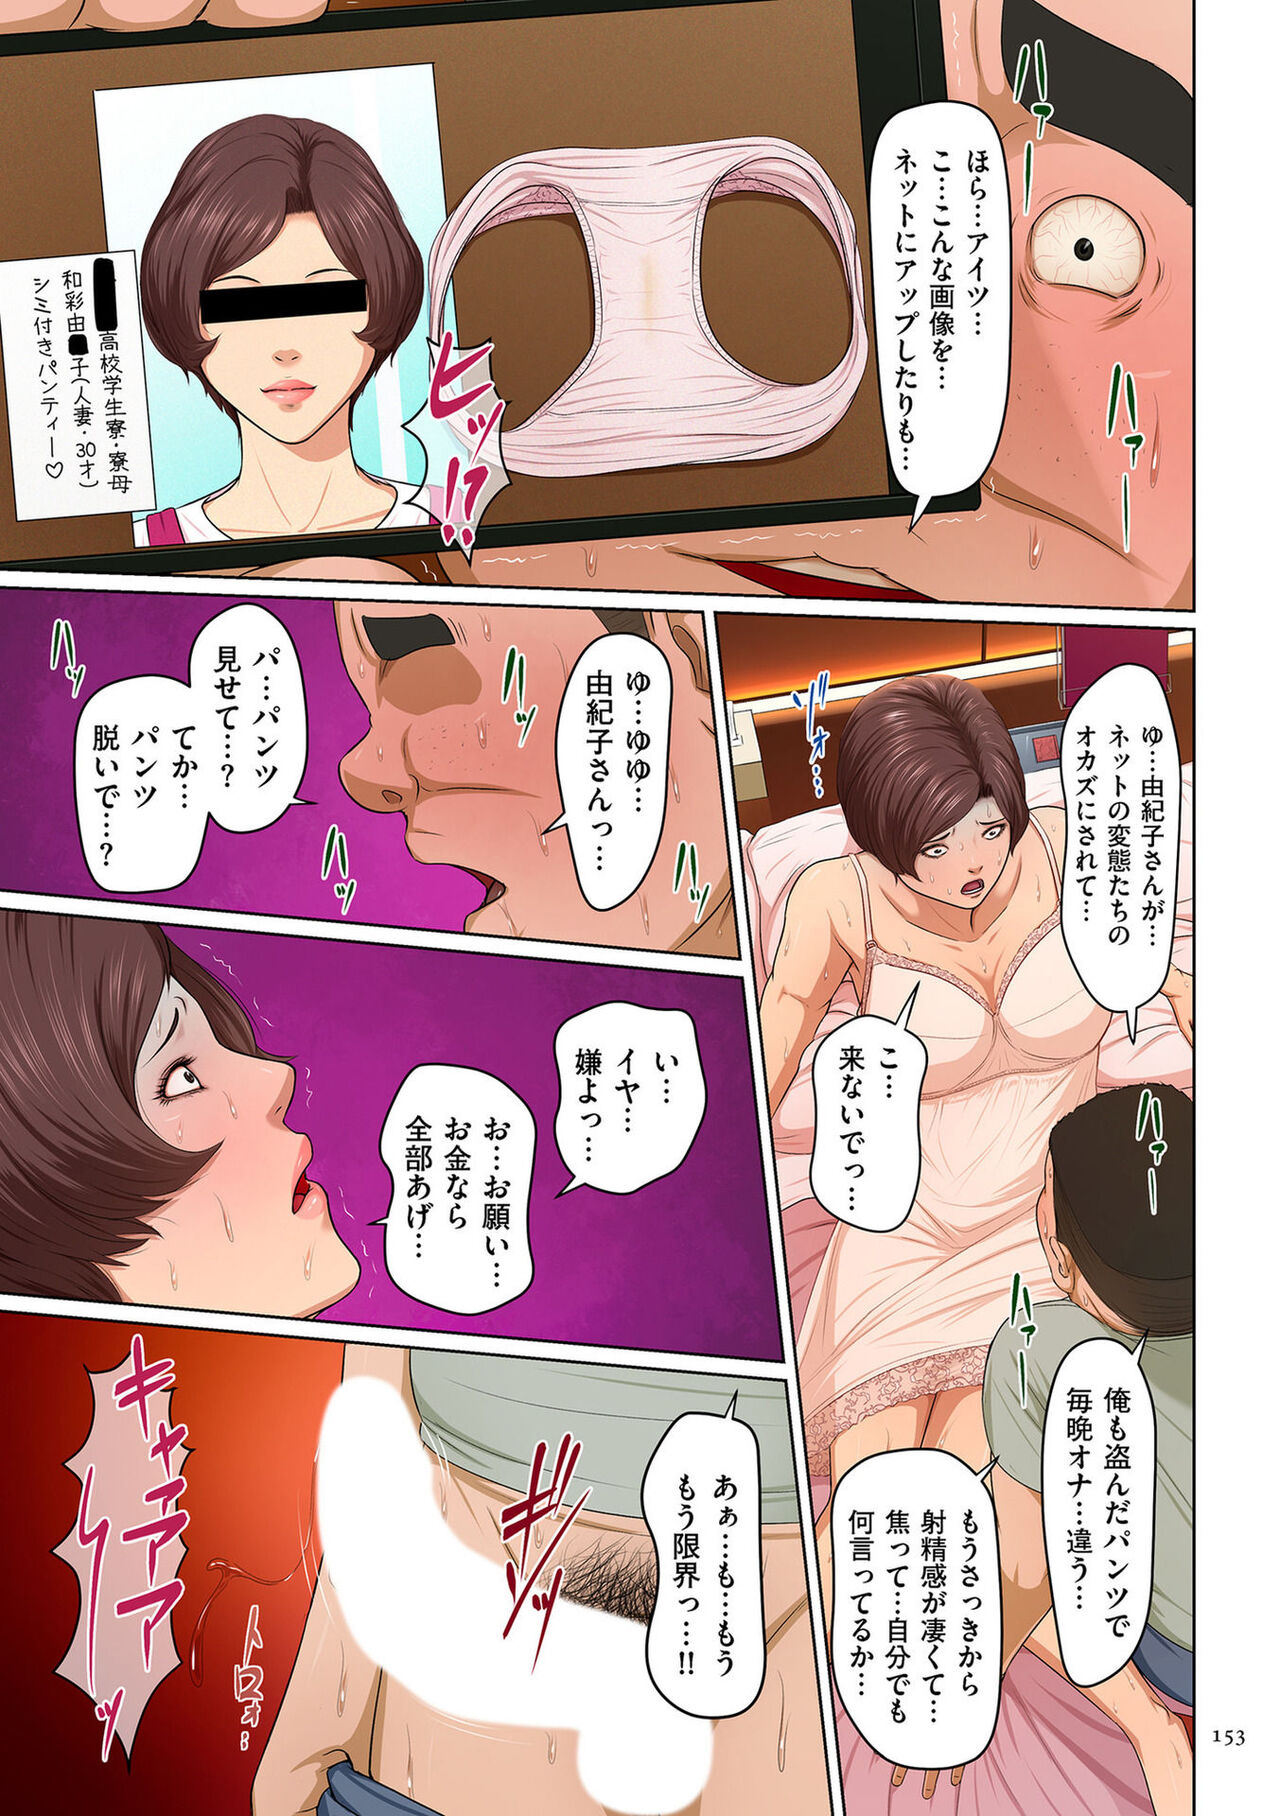 ほら…アイツ…
こ…こんな画像を…
ネットにアップしたりも…
ハァ
ハァ…
ハァ…
高校学生寮・寮母
和彩由
子(人妻・30才)
シミ付きパンティー♡
ヒッ!?
ゆ…由紀子さんが…
ネットの変態たちの
オカズにされて…
ゾォ…
こ…
来ないでっ…
ハァ
ハァ…
俺も盗んだパンツで
毎晩オナ…違う…
もうさっきから
射精感が凄くて…
焦って…自分でも
何言ってるか…
ゆ…ゆゆ…
由紀子さんっ…
パ…パンツ
見せて…?
てか…
パンツ
脱いで…?
ハッ
ハッ
ハッ
ハッ
い…
イヤ…
嫌よっ…
お…お願い…
お金なら
全部あげ…
あぁ…も…もう
もう限界っ…!!
ギンッ
トロォ…
キャアアアアッ
153